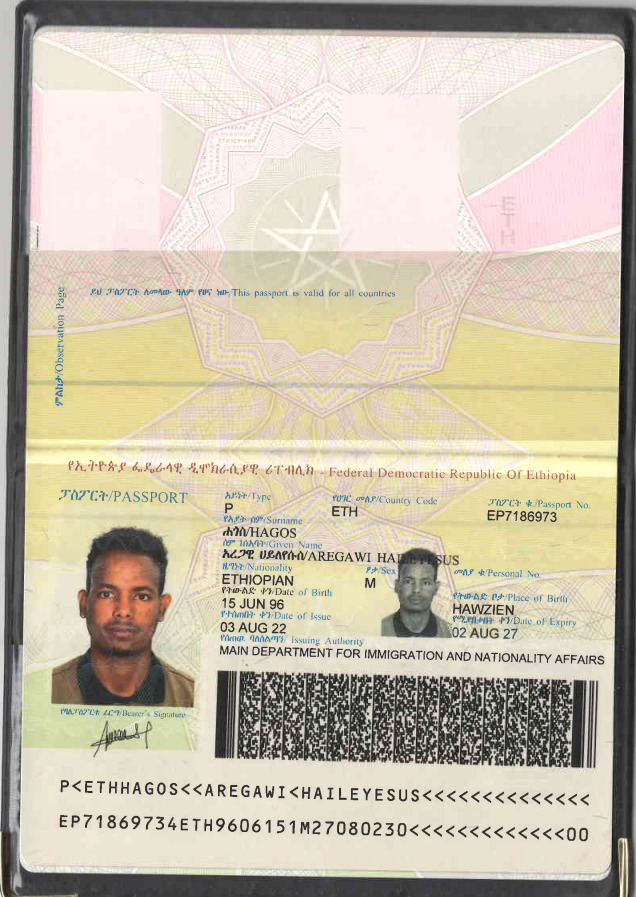 ይህ ፓስፖርት ለመላው ዓለም የፀና ነው/This passport is valid for all countries
ምልከታ/Observation Page
የኢትዮጵያ ፌዴራላዊ ዲሞክራሲያዊ ሪፐብሊክ - Federal Democratic Republic Of Ethiopia
ፓስፖርት/PASSPORT
ዓይነት/Type
የሀገር መለያ/Country Code
ፓስፖርት ቁ./Passport No.
P
ETH
EP7186973
የአያት ስም/Surname
ሐጎስ/HAGOS
ስም ከነአባት/Given Name
አረጋዊ ሀይለየሱስ/AREGAWI HAILEYESUS
ዜግነት/Nationality
ፆታ/Sex
መለያ ቁ/Personal No.
ETHIOPIAN
M
የትውልድ ቀን/Date of Birth
የትውልድ ቦታ/Place of Birth
15 JUN 96
HAWZIEN
የተሰጠበት ቀን/Date of Issue
የሚያበቃበት ቀን/Date of Expiry
03 AUG 22
02 AUG 27
የሰጠው ባለስልጣን/ Issuing Authority
MAIN DEPARTMENT FOR IMMIGRATION AND NATIONALITY AFFAIRS
የባለፓስፖርቱ ፊርማ/Bearer's Signature
P<ETHHAGOS<<AREGAWI<HAILEYESUS<<<<<<<<<<<<<<
EP71869734ETH9606151M27080230<<<<<<<<<<<<<00
ETH